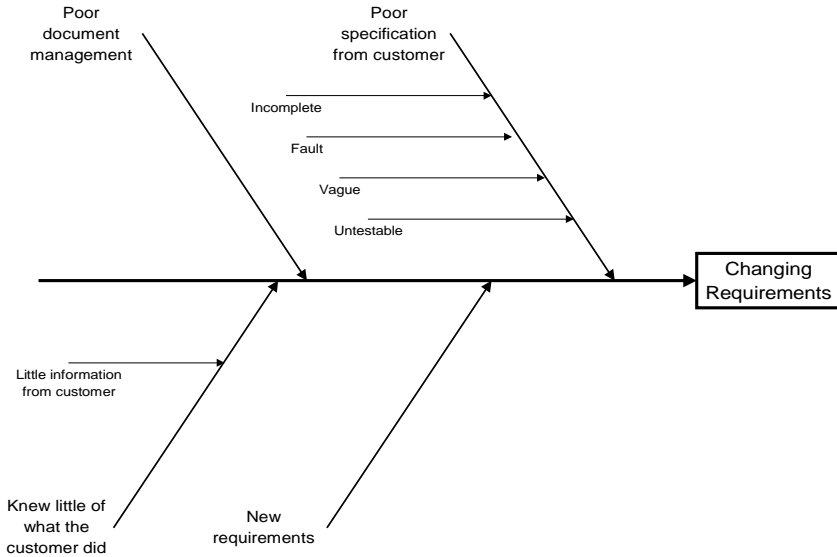 Poor
document
management
Poor
specification
from customer
Incomplete
Fault
Vague
Untestable
Changing
Requirements
Little information
from customer
Knew little of
what the
customer did
New
requirements